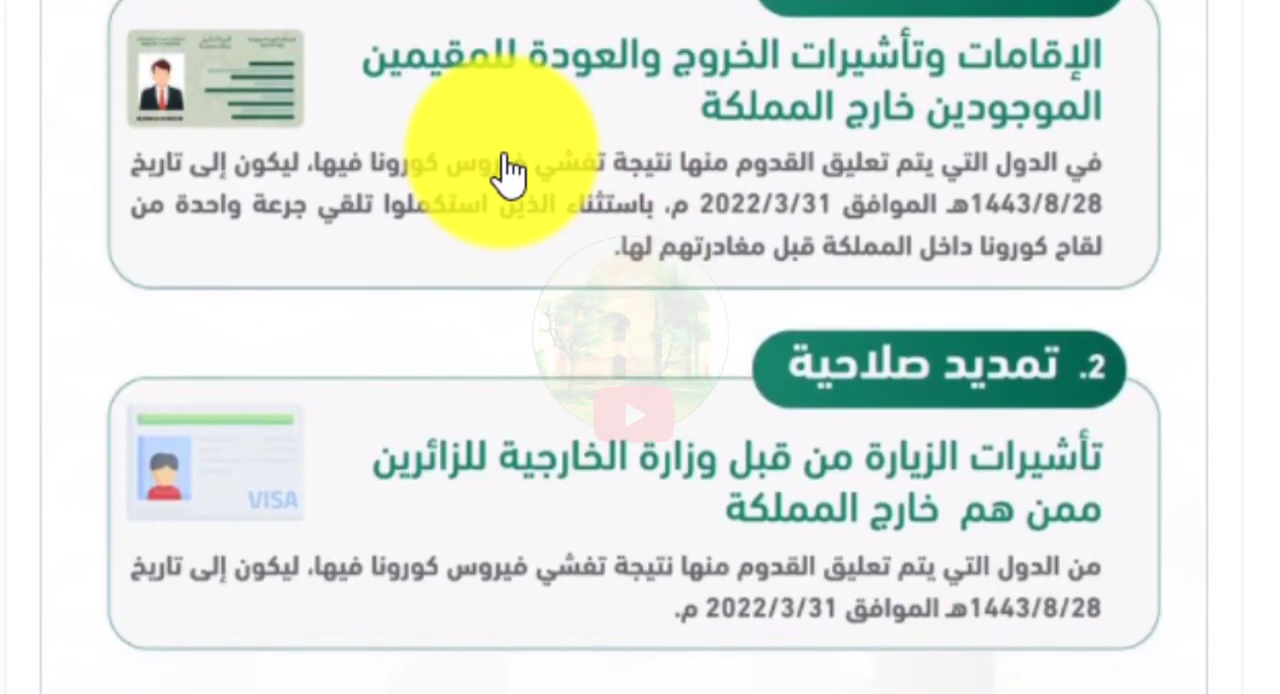 الإقامات وتأشيرات الخروج والعودة للمقيمين
الموجودين خارج المملكة
في الدول التي يتم تعليق القدوم منها نتيجة تفشي فيروس كورونا فيها، ليكون إلى تاريخ
1443/8/28هـ الموافق 2022/3/31 م، باستثناء الذين استكملوا تلقي جرعة واحدة من
لقاح كورونا داخل المملكة قبل مغادرتهم لها.
2. تمديد صلاحية
تأشيرات الزيارة من قبل وزارة الخارجية للزائرين
ممن هم خارج المملكة
VISA
من الدول التي يتم تعليق القدوم منها نتيجة تفشي فيروس كورونا فيها، ليكون إلى تاريخ
1443/8/28هـ الموافق 2022/3/31 م.